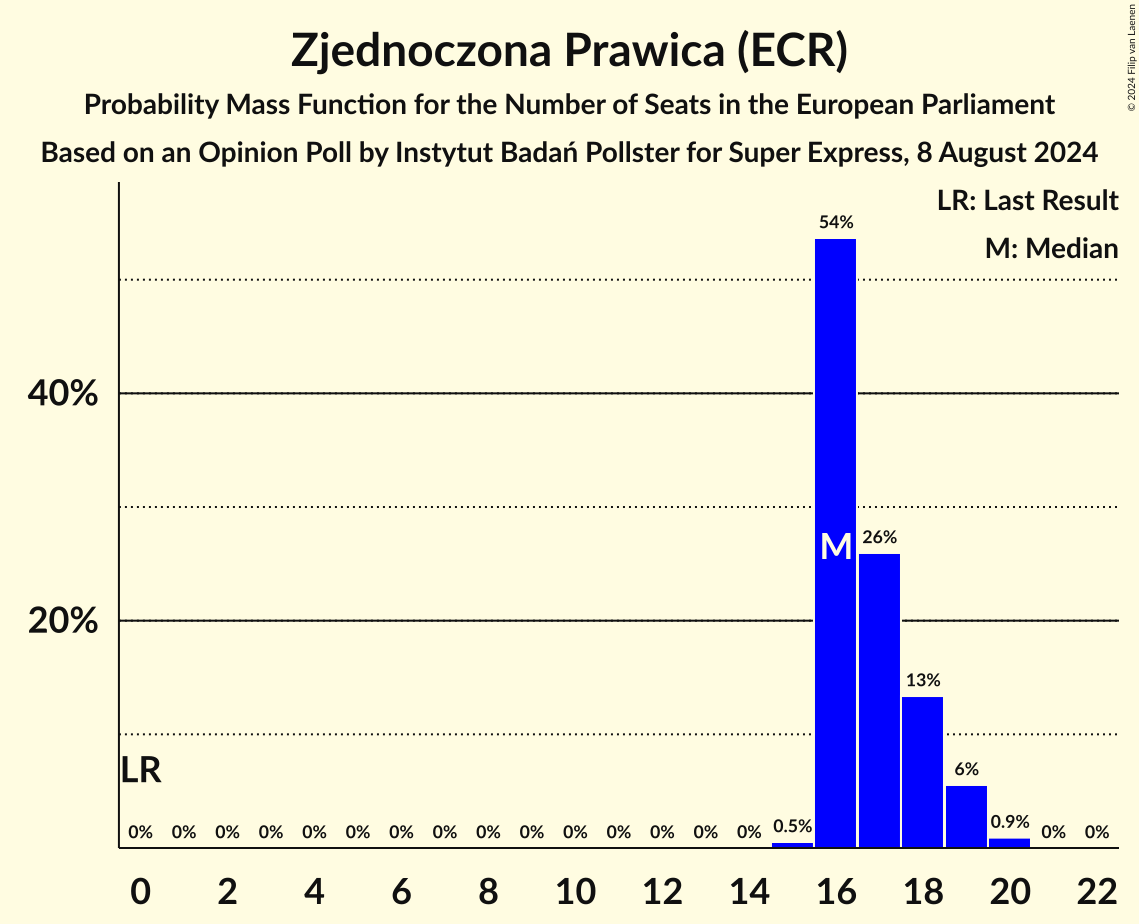 Zjednoczona Prawica (ECR)
Probability Mass Function for the Number of Seats in the European Parliament
Based on an Opinion Poll by Instytut Badań Pollster for Super Express, 8 August 2024
© 2024 Filip van Laenen
LR: Last Result
M: Median
54%
40%
M
26%
20%
13%
LR
6%
0% 0% 0% 0% 0% 0% 0% 0% 0% 0% 0% 0% 0% 0% 0% 0.5% 0.9% 0% 0%
0 2 4 6 8 10 12 14 16 18 20 22